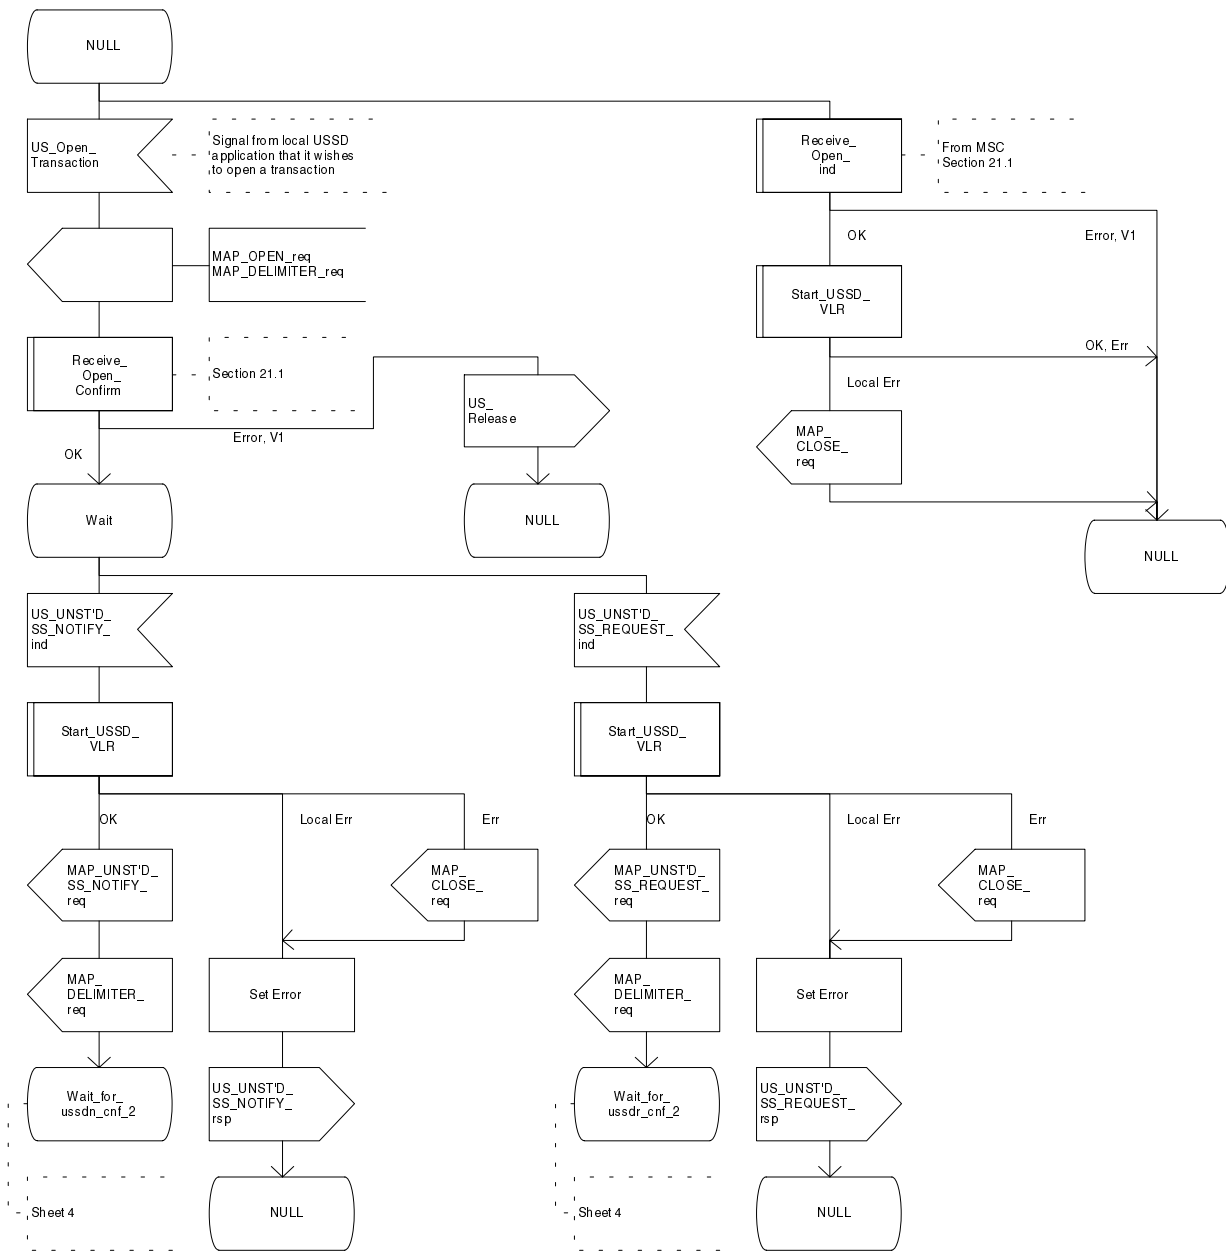 NULL
US_Open_
Transaction
Signal from local USSD
application that it wishes
to open a transaction
Receive_
Open_
ind
From MSC
Section 21.1
MAP_OPEN_req
MAP_DELIMITER_req
OK
Error, V1
Start_USSD_
VLR
Receive_
Open_
Confirm
Section 21.1
OK, Err
Local Err
US_
Release
MAP_
CLOSE_
req
Error, V1
OK
Wait
NULL
NULL
US_UNST'D_
SS_NOTIFY_
ind
US_UNST'D_
SS_REQUEST_
ind
Start_USSD_
VLR
Start_USSD_
VLR
OK
Local Err
Err
OK
Local Err
Err
MAP_UNST'D_
SS_NOTIFY_
req
MAP_
CLOSE_
req
MAP_UNST'D_
SS_REQUEST_
req
MAP_
CLOSE_
req
MAP_
DELIMITER_
req
Set Error
MAP_
DELIMITER_
req
Set Error
Wait_for_
ussdn_cnf_2
US_UNST'D_
SS_NOTIFY_
rsp
Wait_for_
ussdr_cnf_2
US_UNST'D_
SS_REQUEST_
rsp
Sheet 4
NULL
Sheet 4
NULL